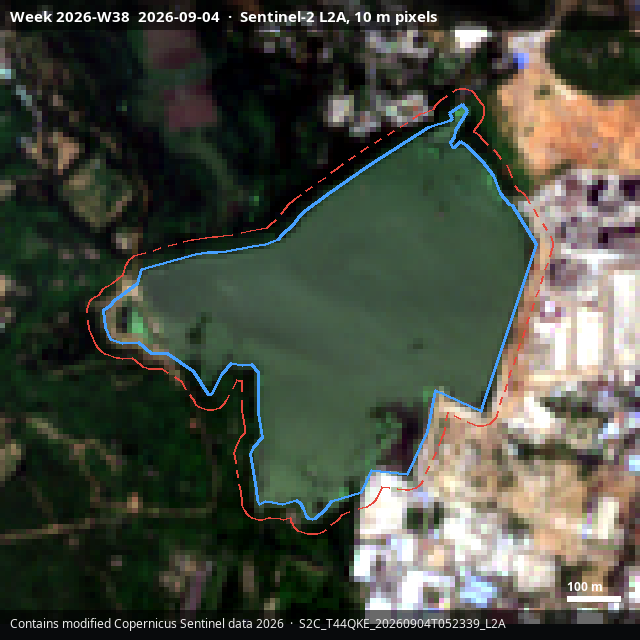 Week 2026-W38  2026-09-04  ·  Sentinel-2 L2A, 10 m pixels
100 m
Contains modified Copernicus Sentinel data 2026  ·  S2C_T44QKE_20260904T052339_L2A